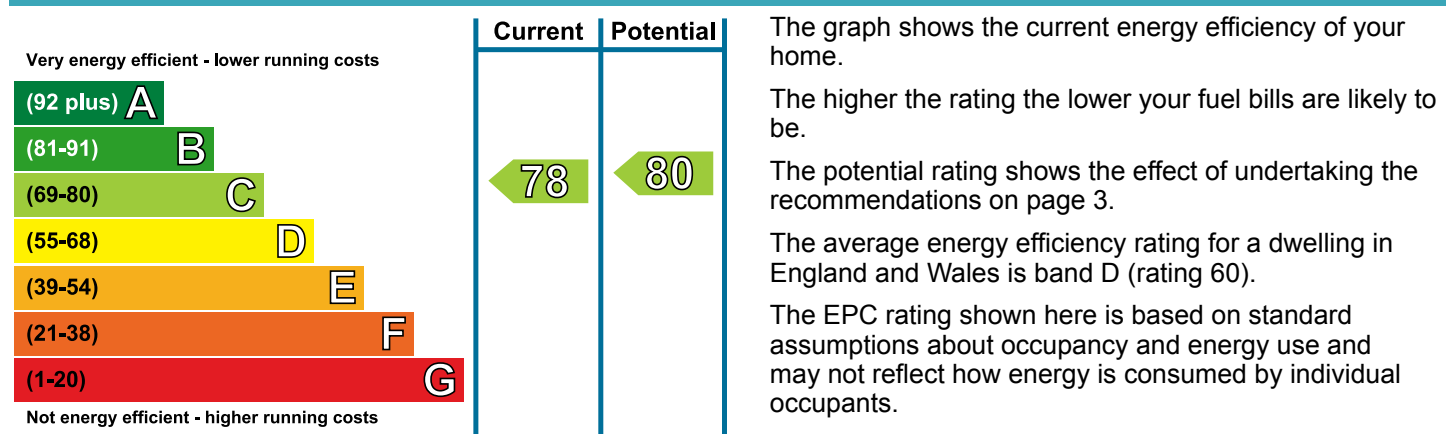 Current Potential
Very energy efficient - lower running costs
(92 plus) A
(81-91) B
(69-80) C
(55-68) D
(39-54) E
(21-38) F
(1-20) G
Not energy efficient - higher running costs
78
80
The graph shows the current energy efficiency of your
home.
The higher the rating the lower your fuel bills are likely to
be.
The potential rating shows the effect of undertaking the
recommendations on page 3.
The average energy efficiency rating for a dwelling in
England and Wales is band D (rating 60).
The EPC rating shown here is based on standard
assumptions about occupancy and energy use and
may not reflect how energy is consumed by individual
occupants.